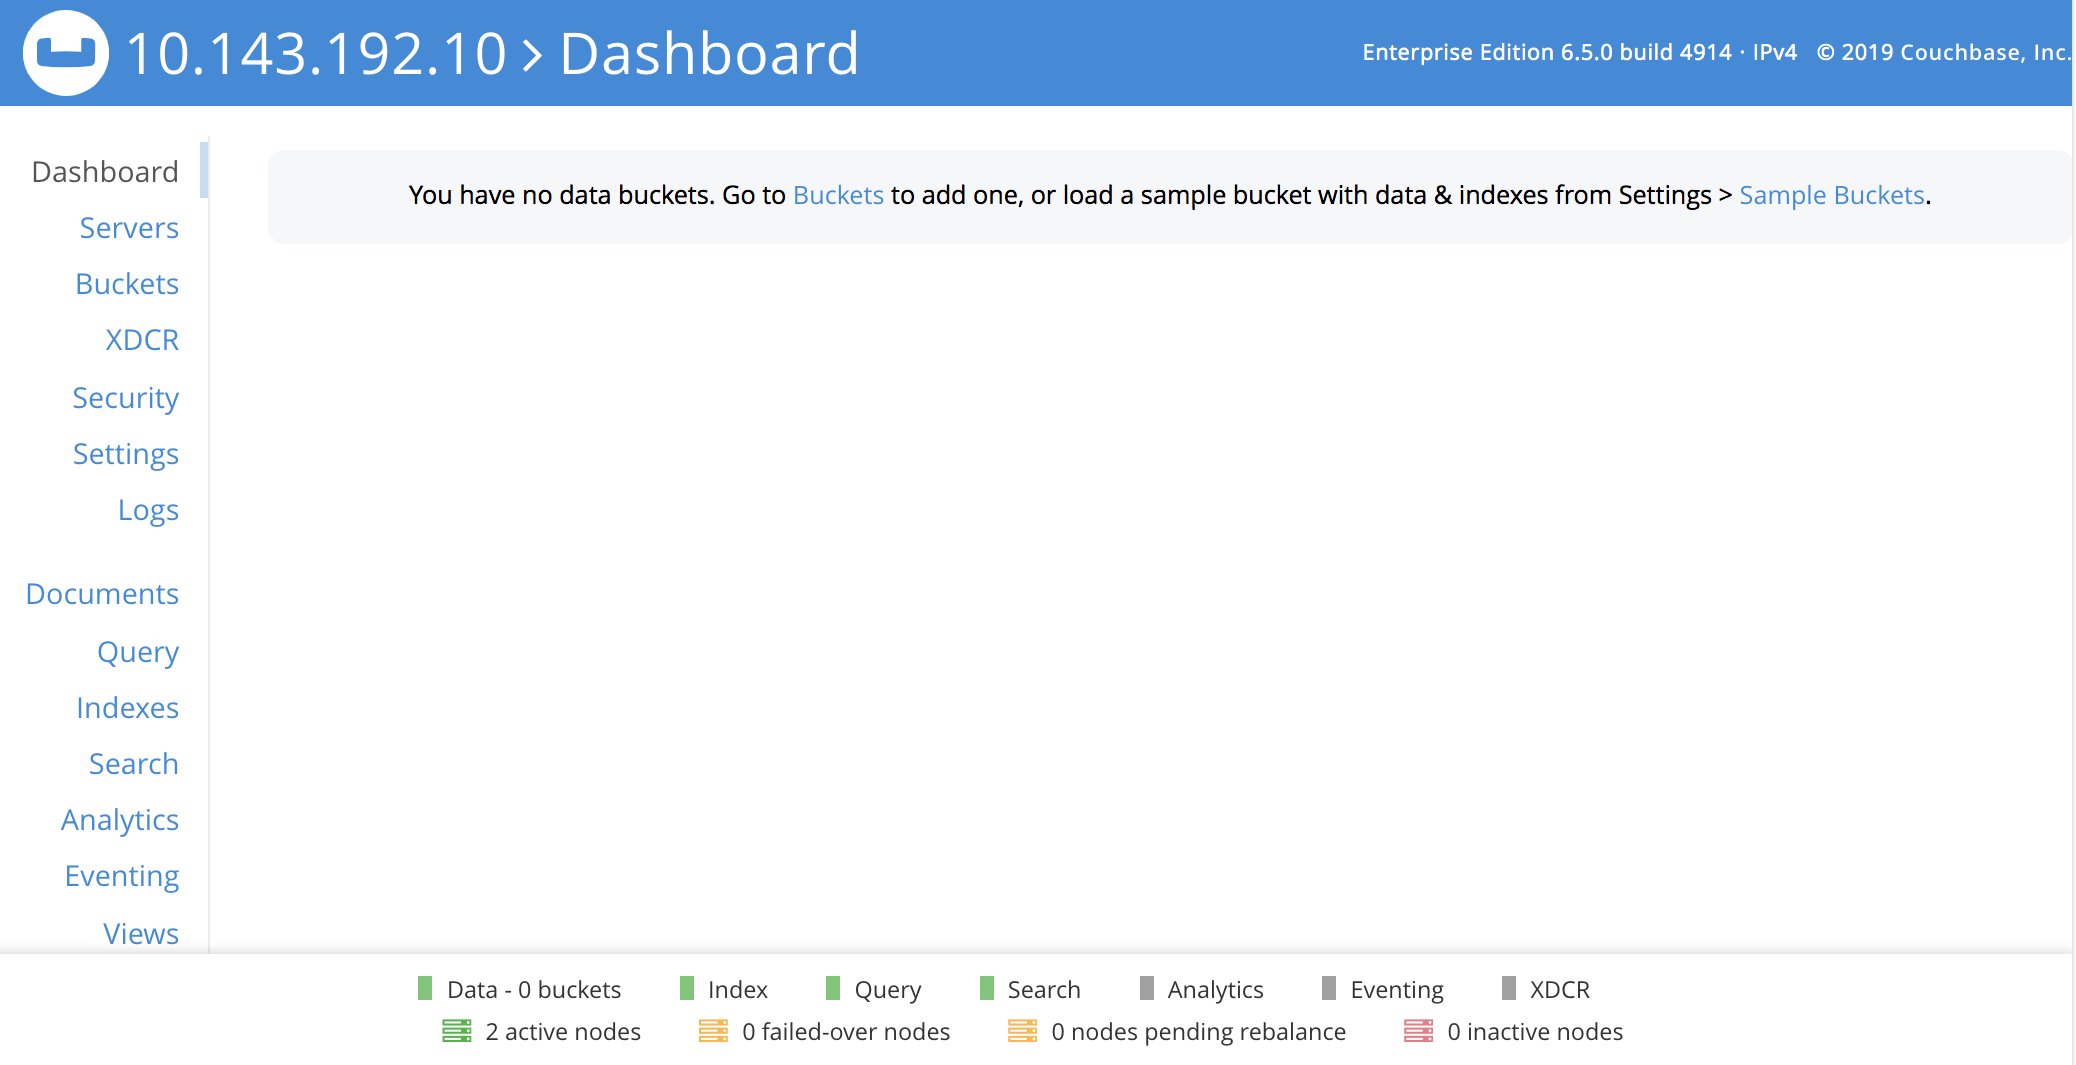 10.143.192.10 > Dashboard
Enterprise Edition 6.5.0 build 4914 · IPv4 © 2019 Couchbase, Inc.
Dashboard
Servers
Buckets
XDCR
Security
Settings
Logs
Documents
Query
Indexes
Search
Analytics
Eventing
Views
You have no data buckets. Go to Buckets to add one, or load a sample bucket with data & indexes from Settings > Sample Buckets.
Data - 0 buckets Index Query Search Analytics Eventing XDCR
2 active nodes 0 failed-over nodes 0 nodes pending rebalance 0 inactive nodes